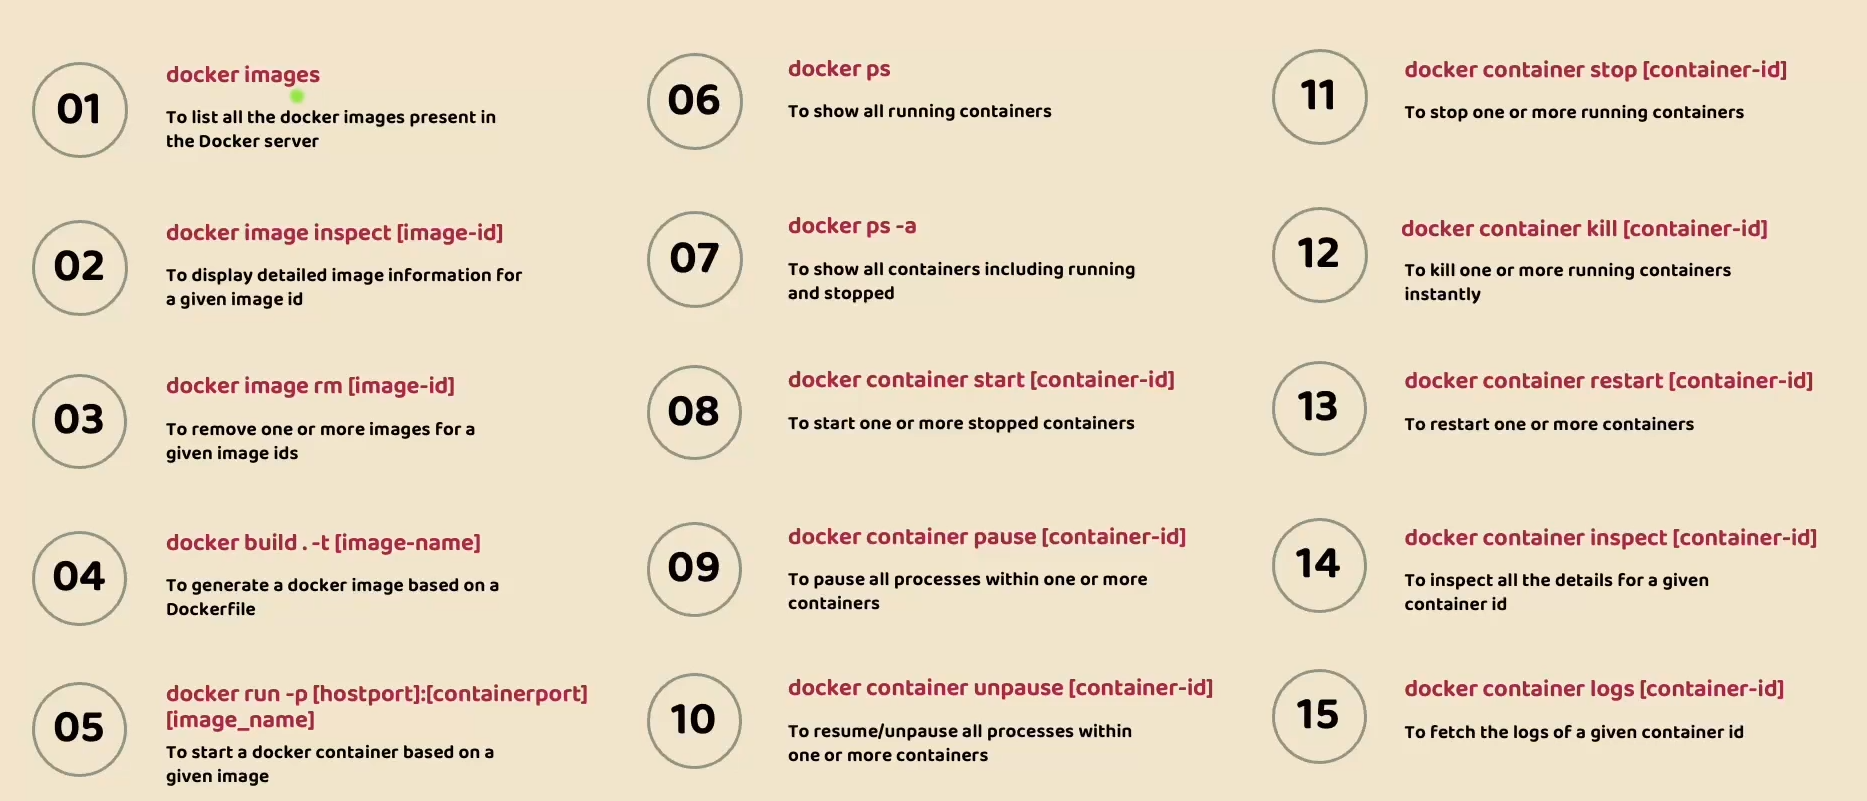 01
docker images
To list all the docker images present in
the Docker server
02
docker image inspect [image-id]
To display detailed image information for
a given image id
03
docker image rm [image-id]
To remove one or more images for a
given image ids
04
docker build . -t [image-name]
To generate a docker image based on a
Dockerfile
05
docker run -p [hostport]:[containerport]
[image_name]
To start a docker container based on a
given image
06
docker ps
To show all running containers
07
docker ps -a
To show all containers including running
and stopped
08
docker container start [container-id]
To start one or more stopped containers
09
docker container pause [container-id]
To pause all processes within one or more
containers
10
docker container unpause [container-id]
To resume/unpause all processes within
one or more containers
11
docker container stop [container-id]
To stop one or more running containers
12
docker container kill [container-id]
To kill one or more running containers
instantly
13
docker container restart [container-id]
To restart one or more containers
14
docker container inspect [container-id]
To inspect all the details for a given
container id
15
docker container logs [container-id]
To fetch the logs of a given container id